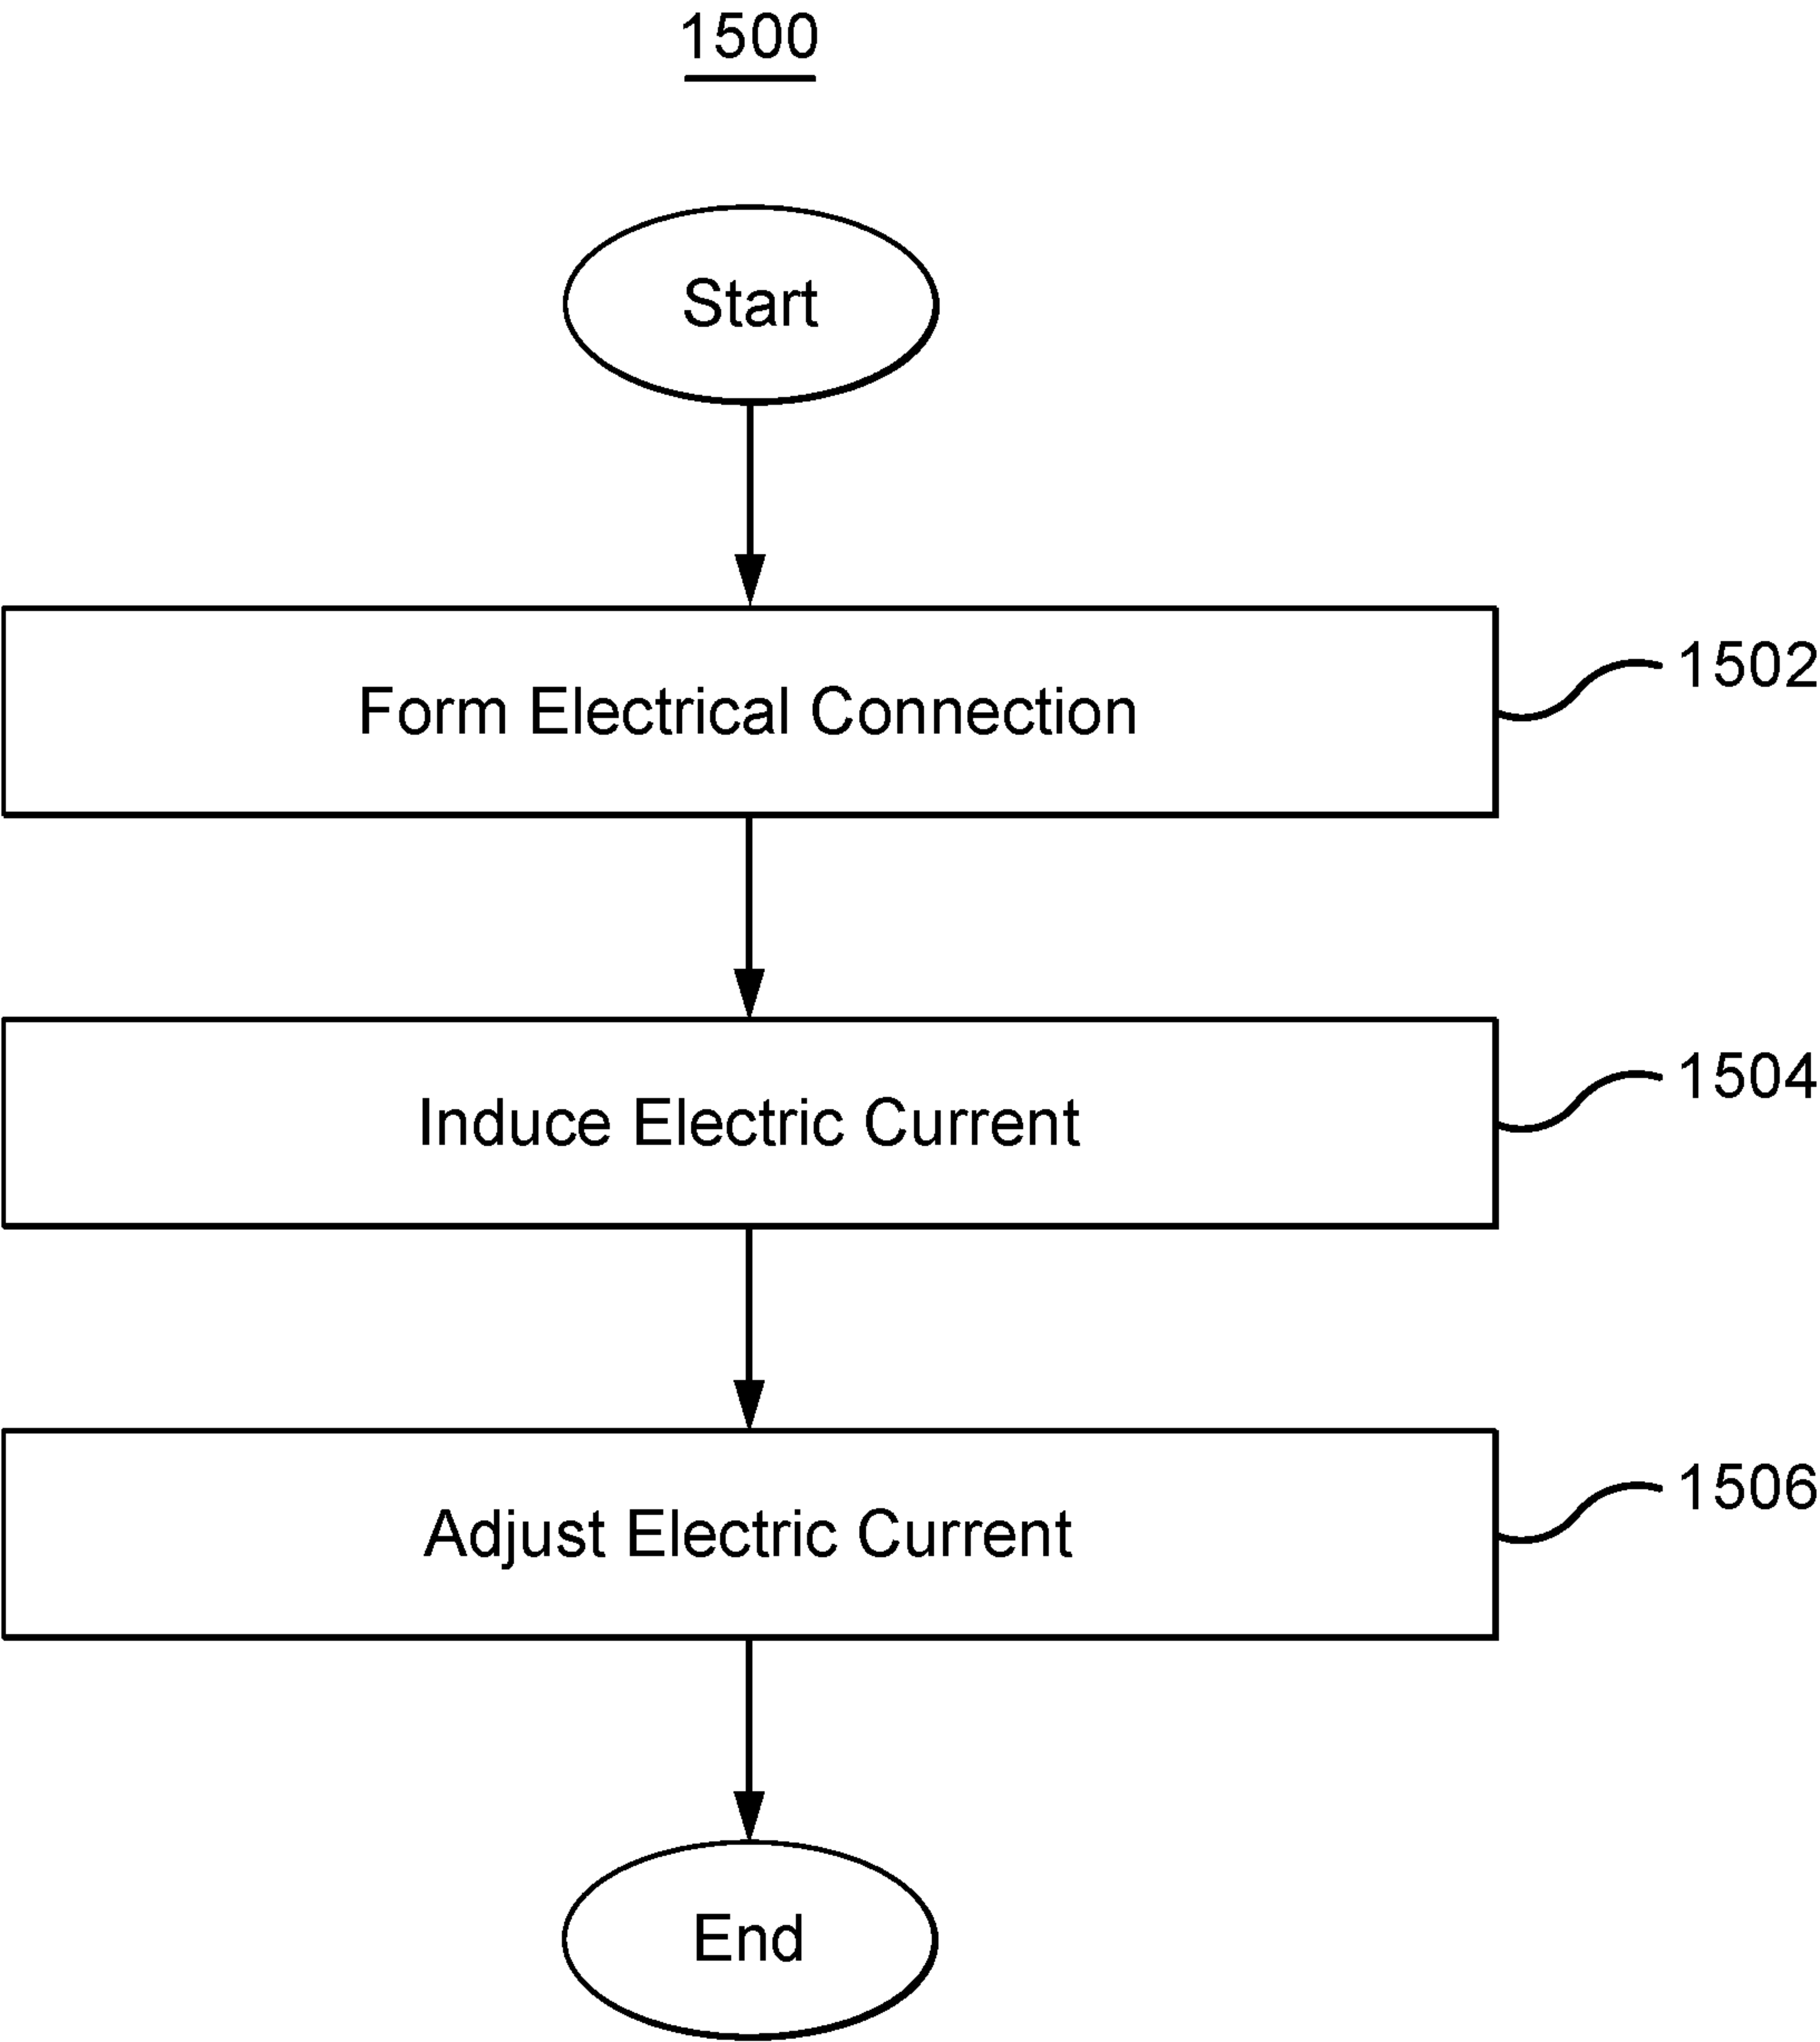 1500
Start
Form Electrical Connection
1502
Induce Electric Current
1504
Adjust Electric Current
1506
End